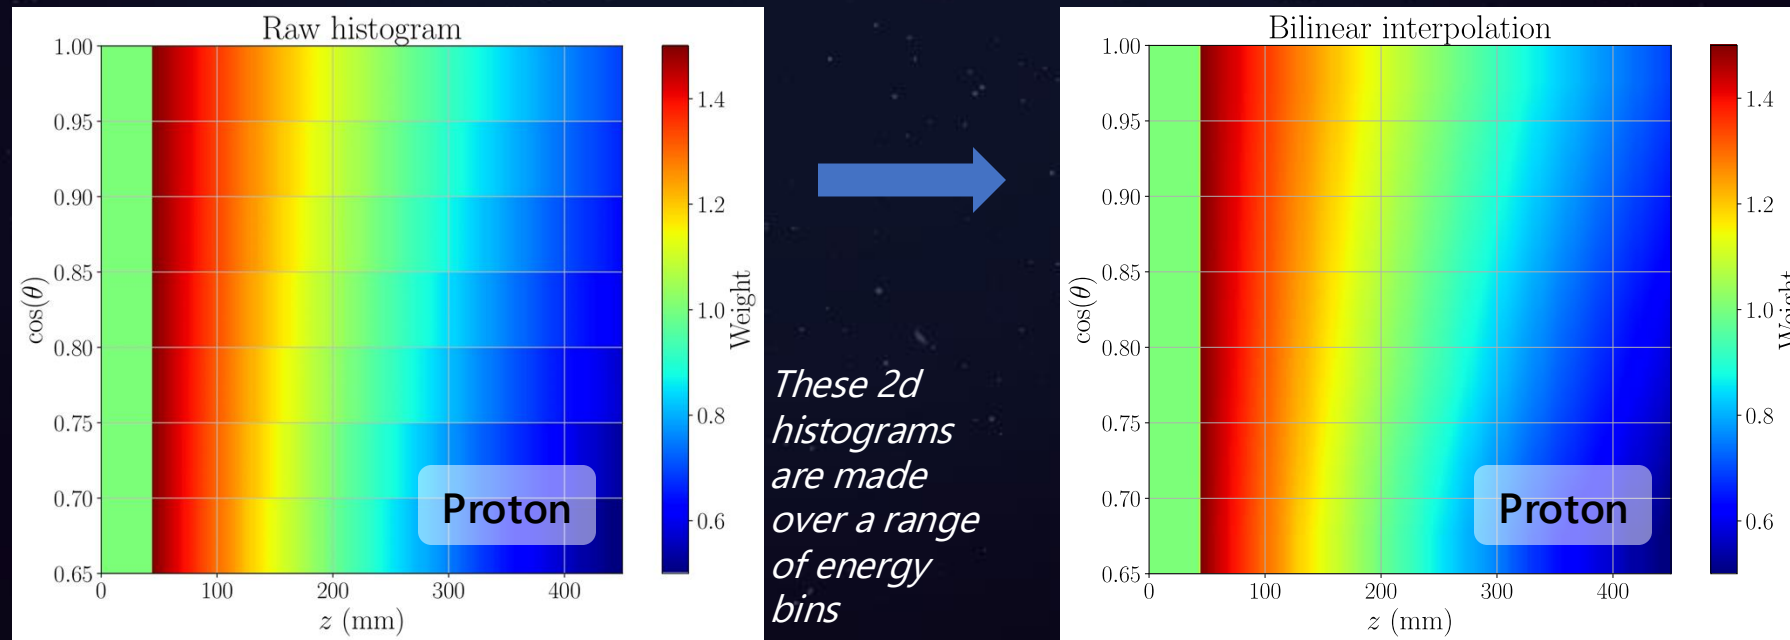 Raw histogram
1.00
0.95
0.90
0.85
0.80
0.75
0.70
0.65
cos(θ)
0
100
200
300
400
z (mm)
Proton
1.4
1.2
1.0
0.8
0.6
Weight
These 2d
histograms
are made
over a range
of energy
bins
Bilinear interpolation
1.00
0.95
0.90
0.85
0.80
0.75
0.70
0.65
cos(θ)
0
100
200
300
400
z (mm)
Proton
1.4
1.2
1.0
0.8
0.6
Weight